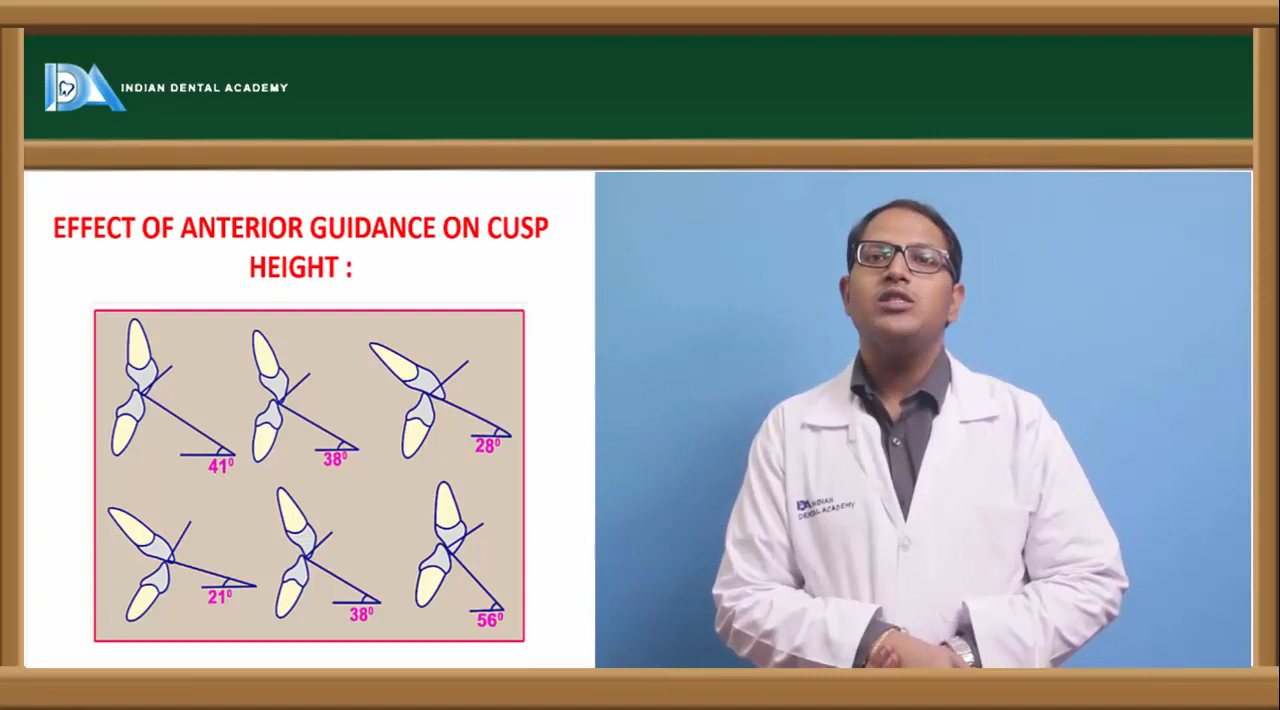 INDIAN DENTAL ACADEMY
EFFECT OF ANTERIOR GUIDANCE ON CUSP
HEIGHT :
41⁰
38⁰
28⁰
21⁰
38⁰
56⁰
INDIAN
DENTAL ACADEMY